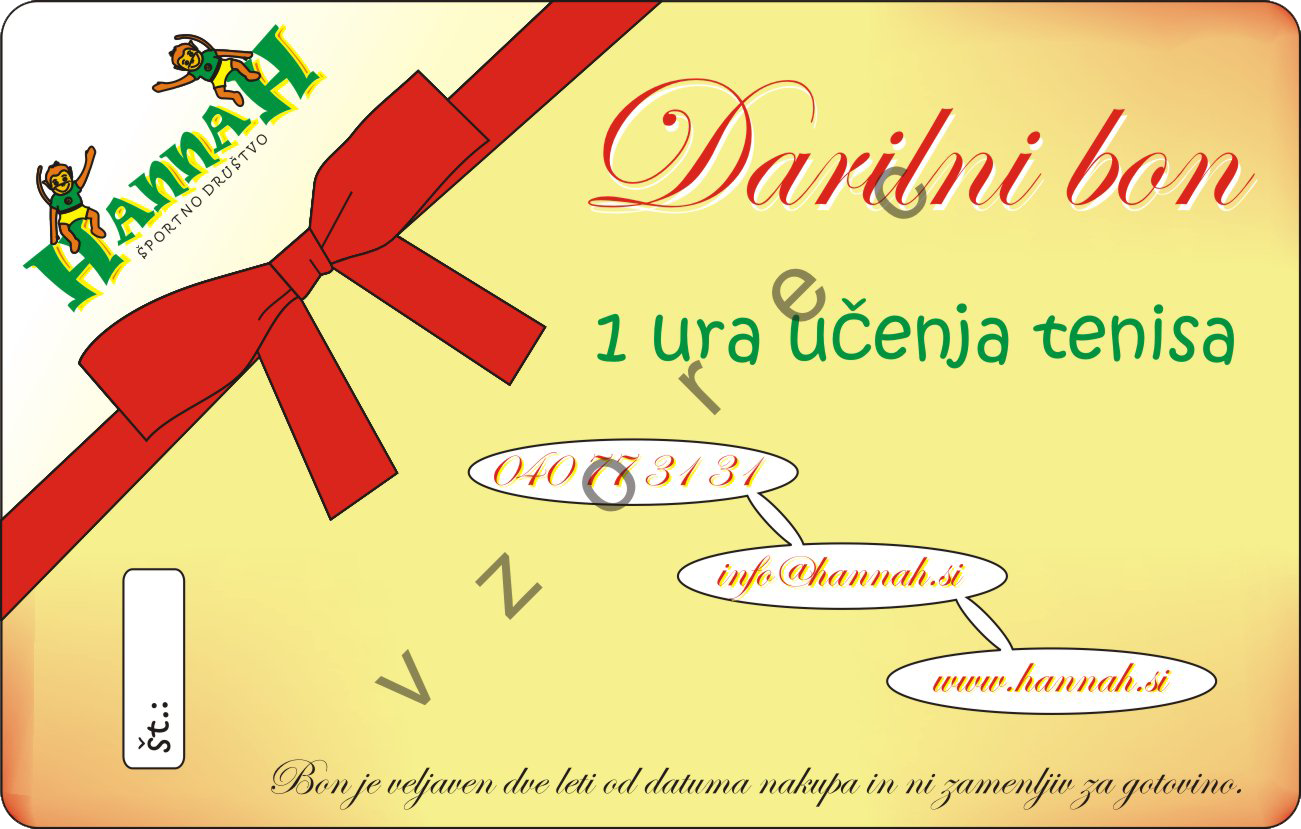 HannaH
ŠPORTNO DRUŠTVO
Darilni bon
1 ura učenja tenisa
040 77 31 31
info@hannah.si
www.hannah.si
vzorec
št.:
Bon je veljaven dve leti od datuma nakupa in ni zamenljiv za gotovino.